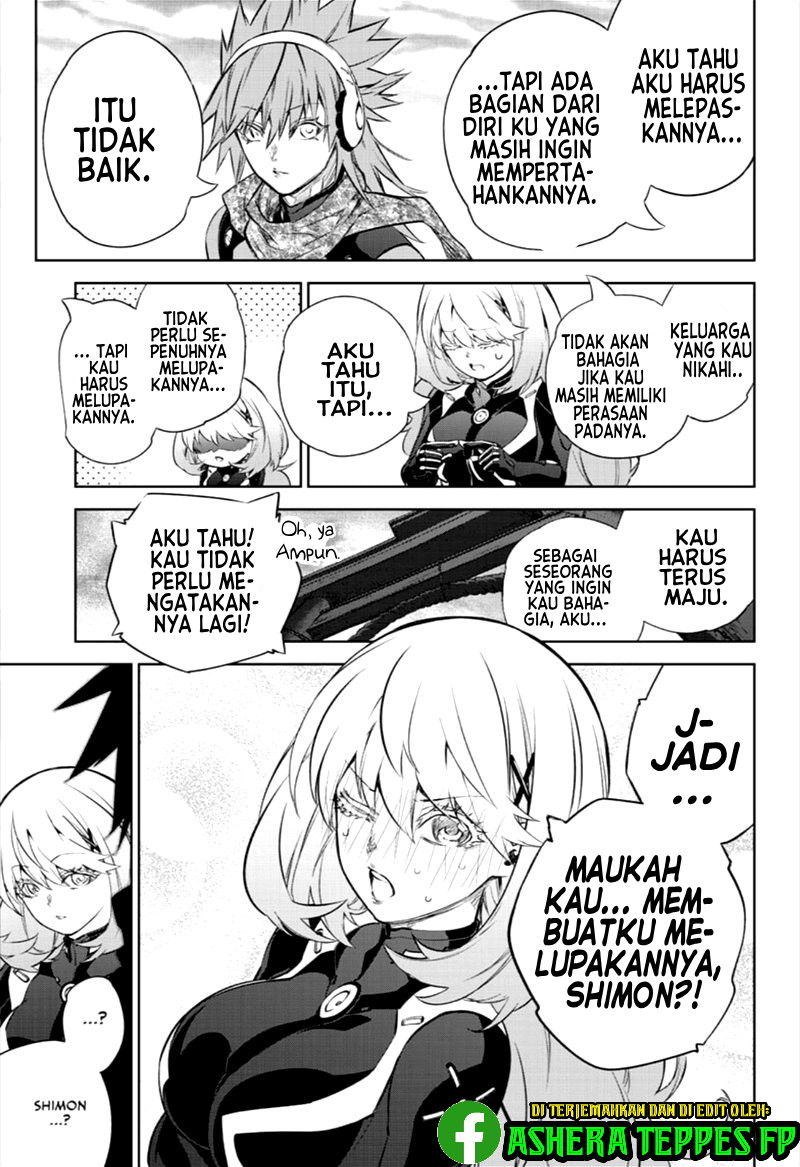 AKU TAHU
AKU HARUS
MELEPAS-
KANNYA...
...TAPI ADA
BAGIAN DARI
DIRI KU YANG
MASIH INGIN
MEMPERTA-
HANKANNYA.
ITU
TIDAK
BAIK.
KELUARGA
YANG KAU
NIKAHI..
TIDAK AKAN
BAHAGIA
JIKA KAU
MASIH MEMILIKI
PERASAAN
PADANYA.
AKU
TAHU
ITU,
TAPI...
TIDAK
PERLU SE-
PENUHNYA
MELUPA-
KANNYA...
... TAPI
KAU
HARUS
MELUPA-
KANNYA.
KAU
HARUS
TERUS
MAJU.
SEBAGAI
SESEORANG
YANG INGIN
KAU BAHA-
GIA, AKU...
Oh, ya
Ampun.
AKU TAHU!
KAU TIDAK
PERLU ME-
NGATAKAN-
NYA LAGI!
J-
JADI
...
MAUKAH
KAU... MEM-
BUATKU ME-
LUPAKANNYA,
SHIMON?!
...?
SHIMON
...?
DI TERJEMAHKAN DAN DI EDIT OLEH:
f ASHERA TEPPES FP